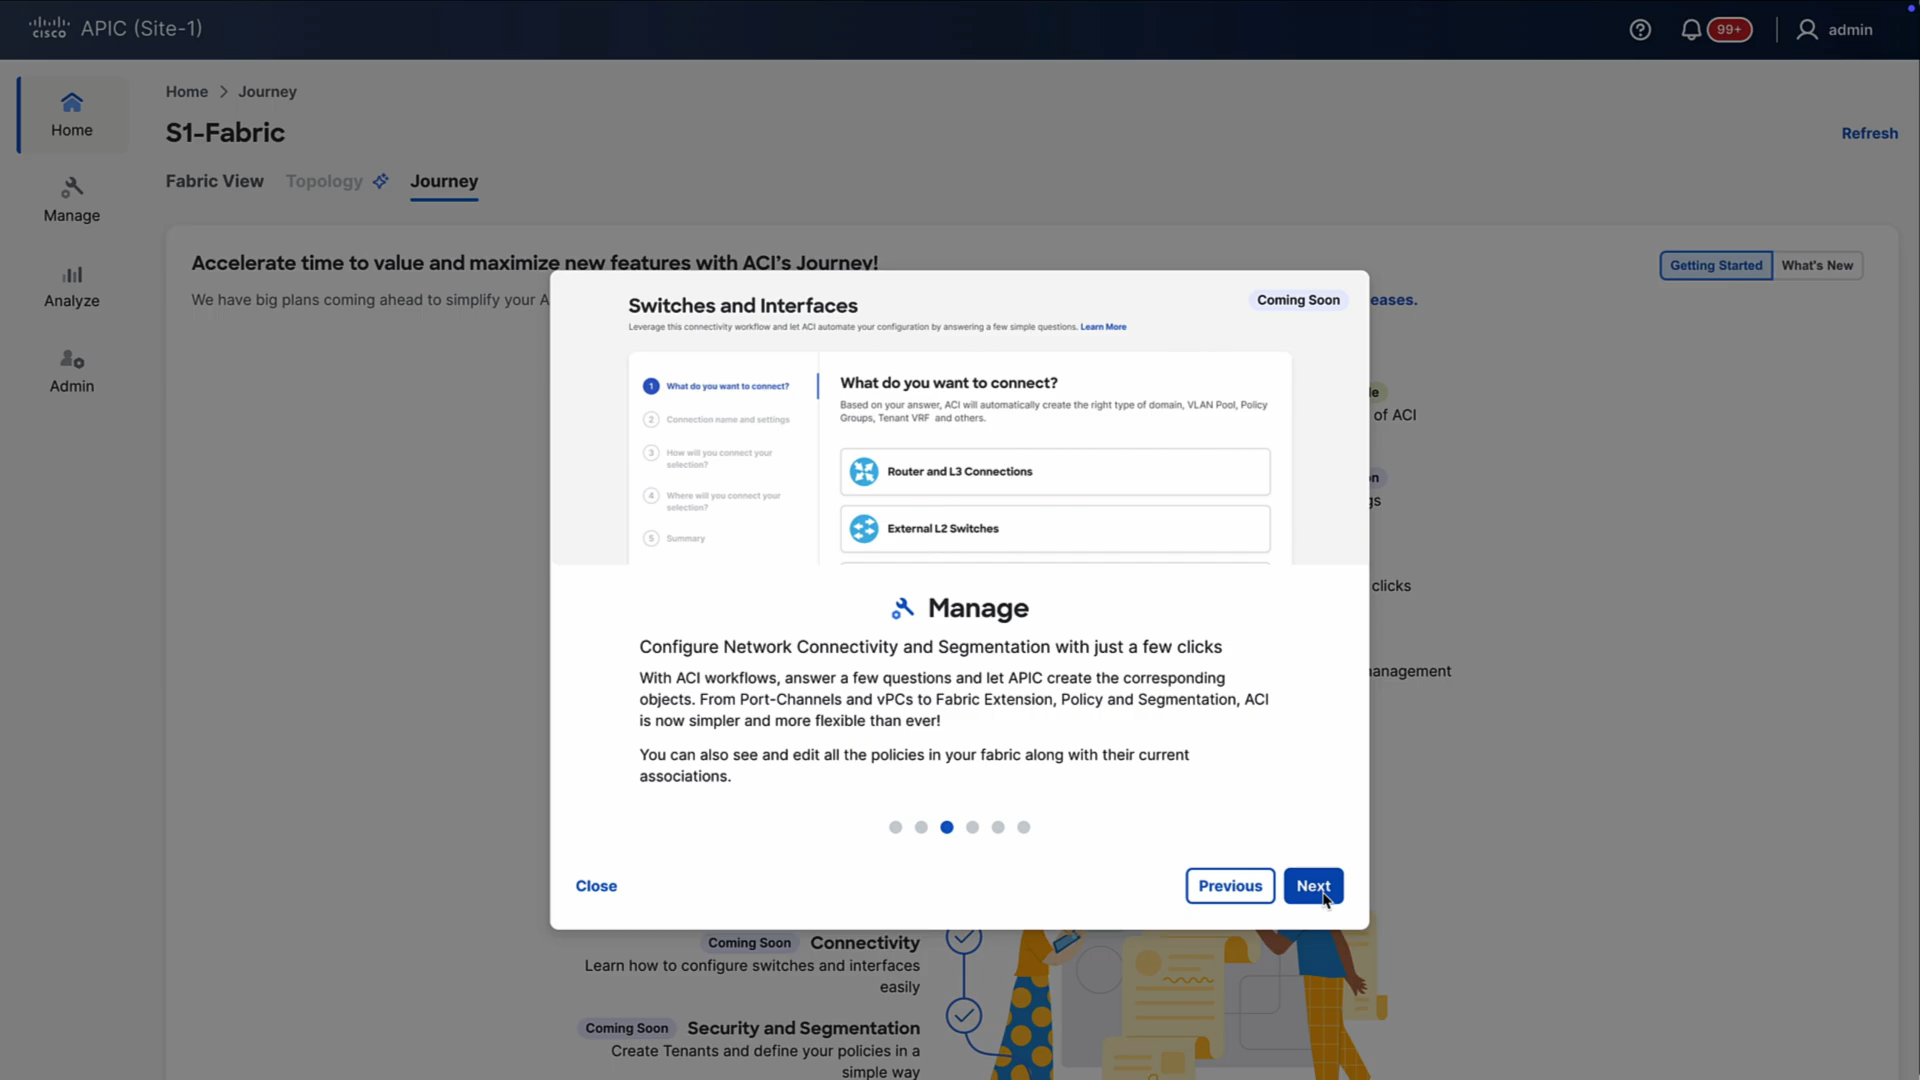 cisco APIC (Site-1)
99+
admin
Home
Manage
Analyze
Admin
Home > Journey
S1-Fabric
Refresh
Fabric View Topology Journey
Accelerate time to value and maximize new features with ACI's Journey!
We have big plans coming ahead to simplify your A
eases.
Getting Started What's New
of ACI
clicks
Switches and Interfaces
Coming Soon
Leverage this connectivity workflow and let ACI automate your configuration by answering a few simple questions. Learn More
1 What do you want to connect?
2 Connection name and settings
3 How will you connect your
selection?
4 Where will you connect your
selection?
5 Summary
What do you want to connect?
Based on your answer, ACI will automatically create the right type of domain, VLAN Pool, Policy
Groups, Tenant VRF and others.
Router and L3 Connections
External L2 Switches
Manage
Configure Network Connectivity and Segmentation with just a few clicks
With ACI workflows, answer a few questions and let APIC create the corresponding
objects. From Port-Channels and vPCs to Fabric Extension, Policy and Segmentation, ACI
is now simpler and more flexible than ever!
You can also see and edit all the policies in your fabric along with their current
associations.
Close
Previous
Next
Coming Soon Connectivity
Learn how to configure switches and interfaces
easily
Coming Soon Security and Segmentation
Create Tenants and define your policies in a
simple way